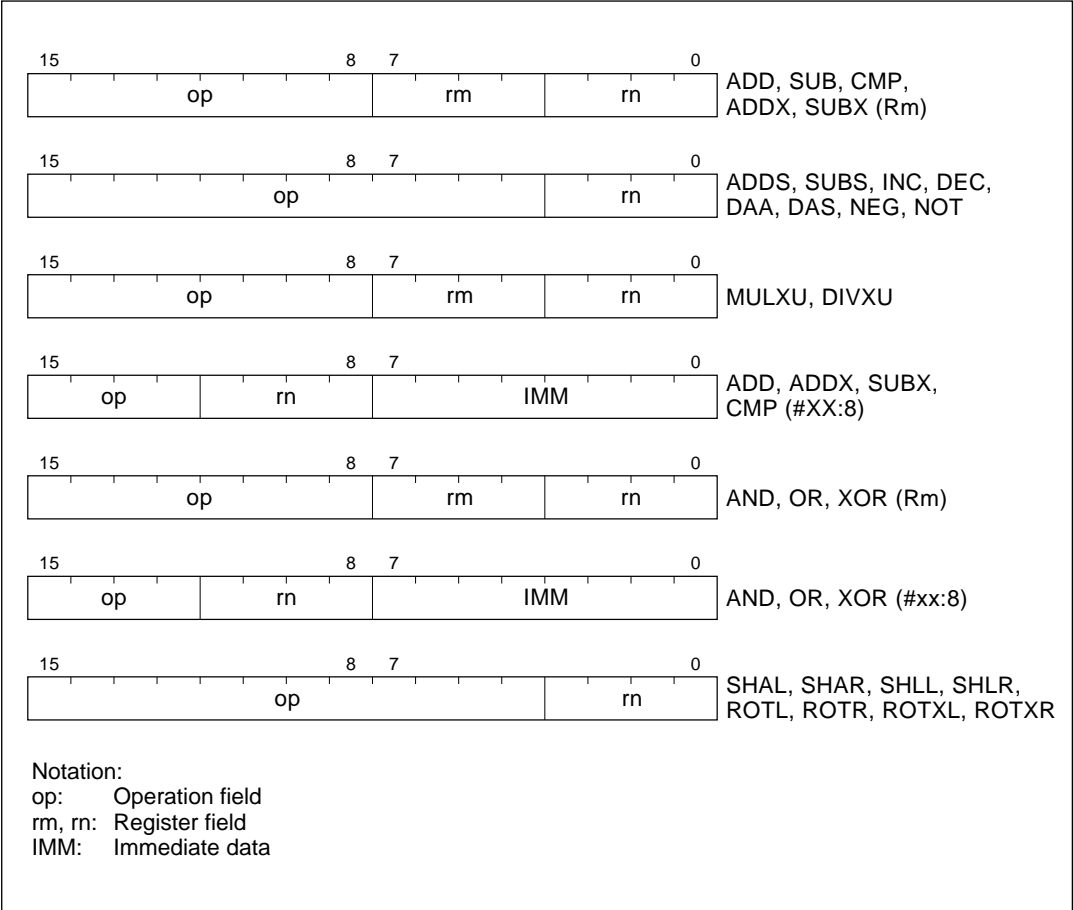 15 8 7 0
op rm rn ADD, SUB, CMP,
ADDX, SUBX (Rm)
15 8 7 0
op rn ADDS, SUBS, INC, DEC,
DAA, DAS, NEG, NOT
15 8 7 0
op rm rn MULXU, DIVXU
15 8 7 0
op rn IMM ADD, ADDX, SUBX,
CMP (#XX:8)
15 8 7 0
op rm rn AND, OR, XOR (Rm)
15 8 7 0
op rn IMM AND, OR, XOR (#xx:8)
15 8 7 0
op rn SHAL, SHAR, SHLL, SHLR,
ROTL, ROTR, ROTXL, ROTXR
Notation:
op: Operation field
rm, rn: Register field
IMM: Immediate data